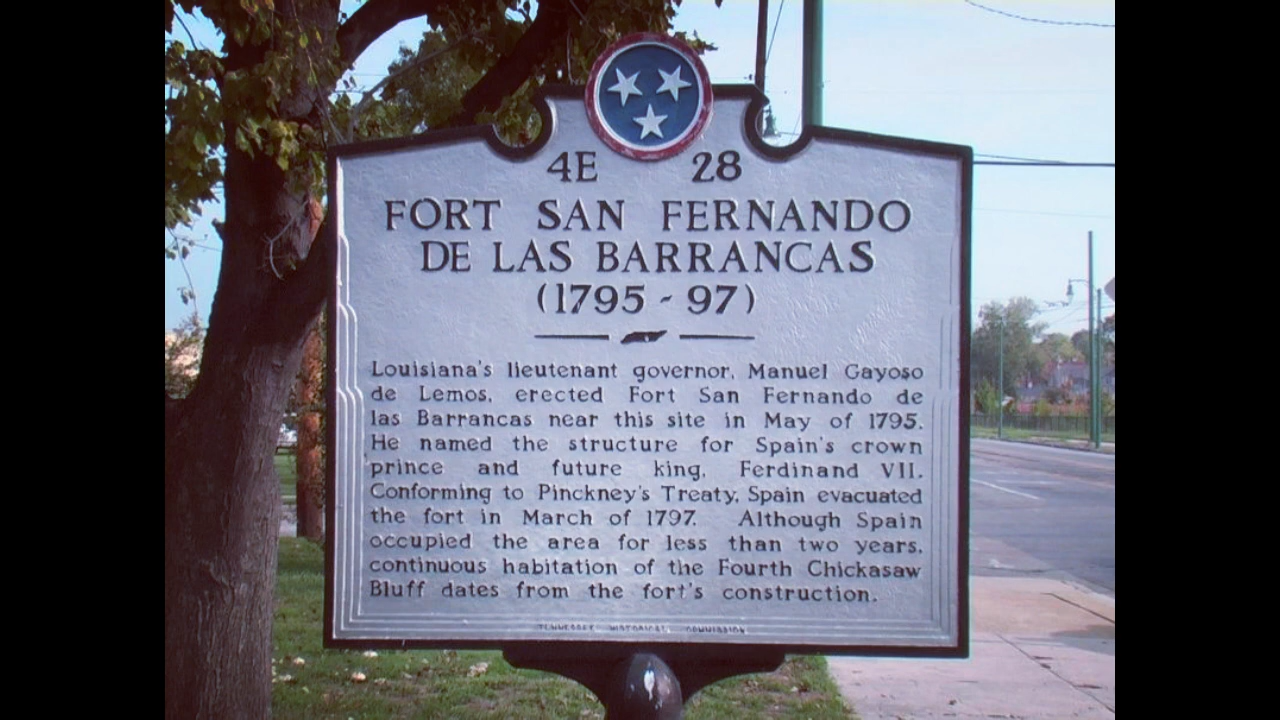 4E 28
FORT SAN FERNANDO
DE LAS BARRANCAS
(1795 - 97)
Louisiana's lieutenant governor, Manuel Gayoso
de Lemos, erected Fort San Fernando de
las Barrancas near this site in May of 1795.
He named the structure for Spain's crown
prince and future king, Ferdinand VII.
Conforming to Pinckney's Treaty, Spain evacuated
the fort in March of 1797. Although Spain
occupied the area for less than two years,
continuous habitation of the Fourth Chickasaw
Bluff dates from the fort's construction.
TENNESSEE HISTORICAL COMMISSION